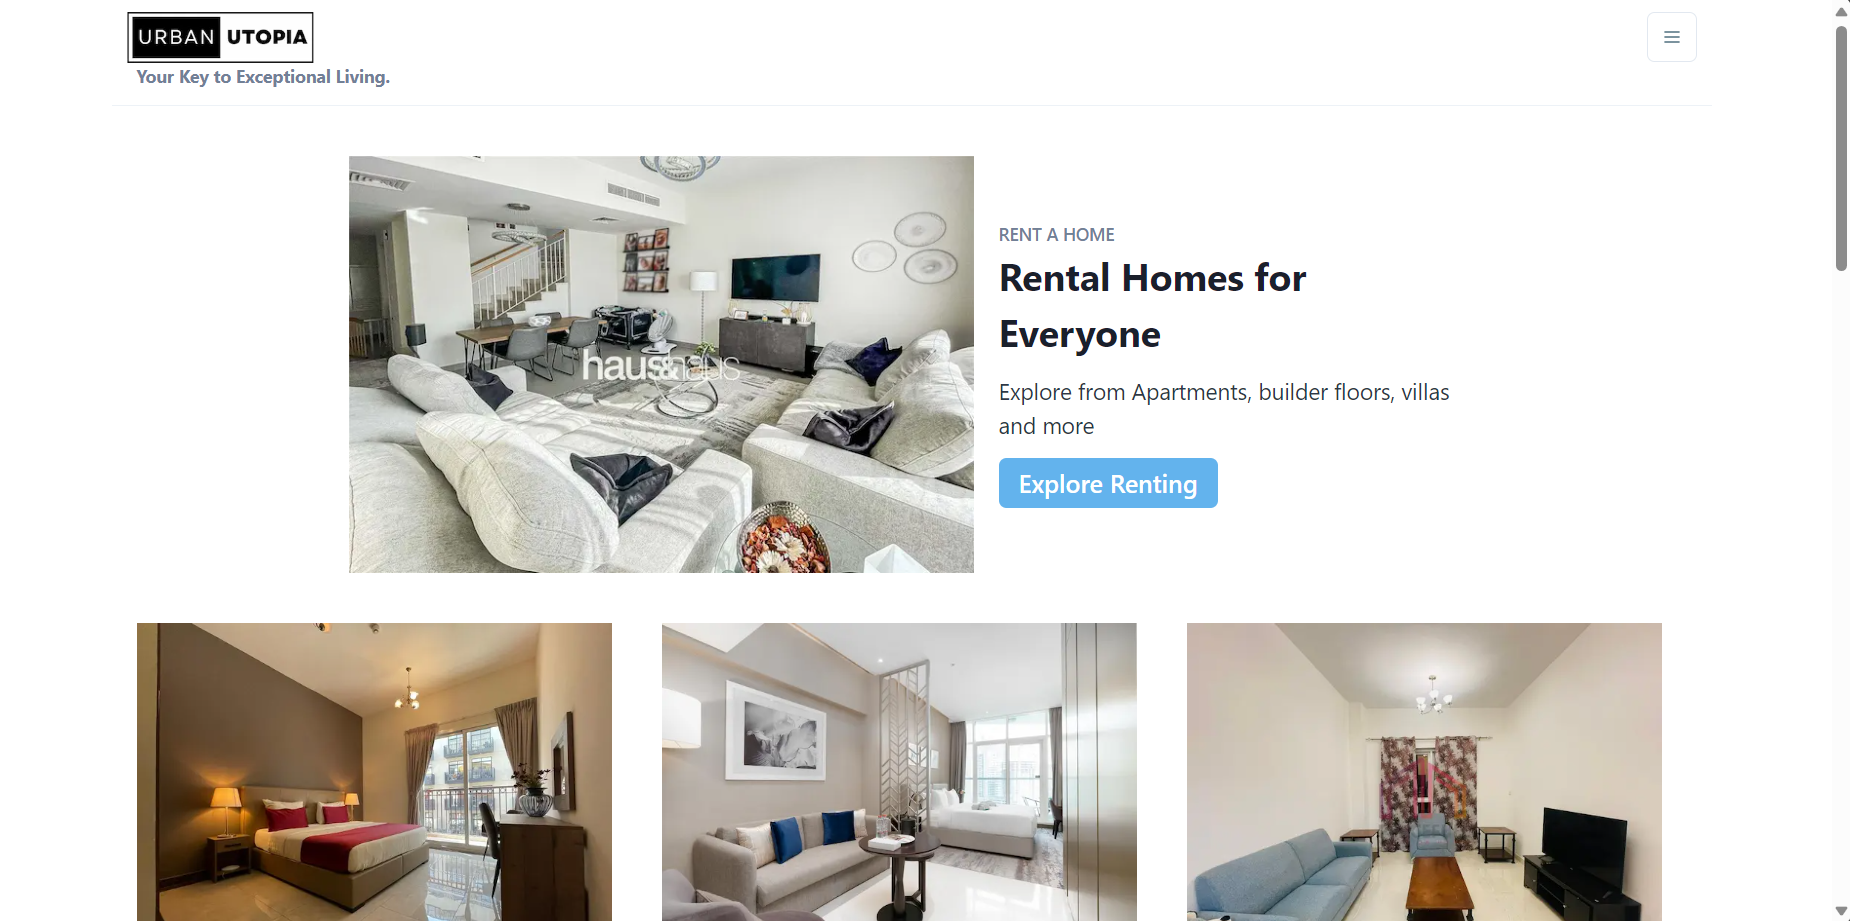 URBAN UTOPIA
Your Key to Exceptional Living.
RENT A HOME
Rental Homes for
Everyone
haus&haus
Explore from Apartments, builder floors, villas
and more
Explore Renting